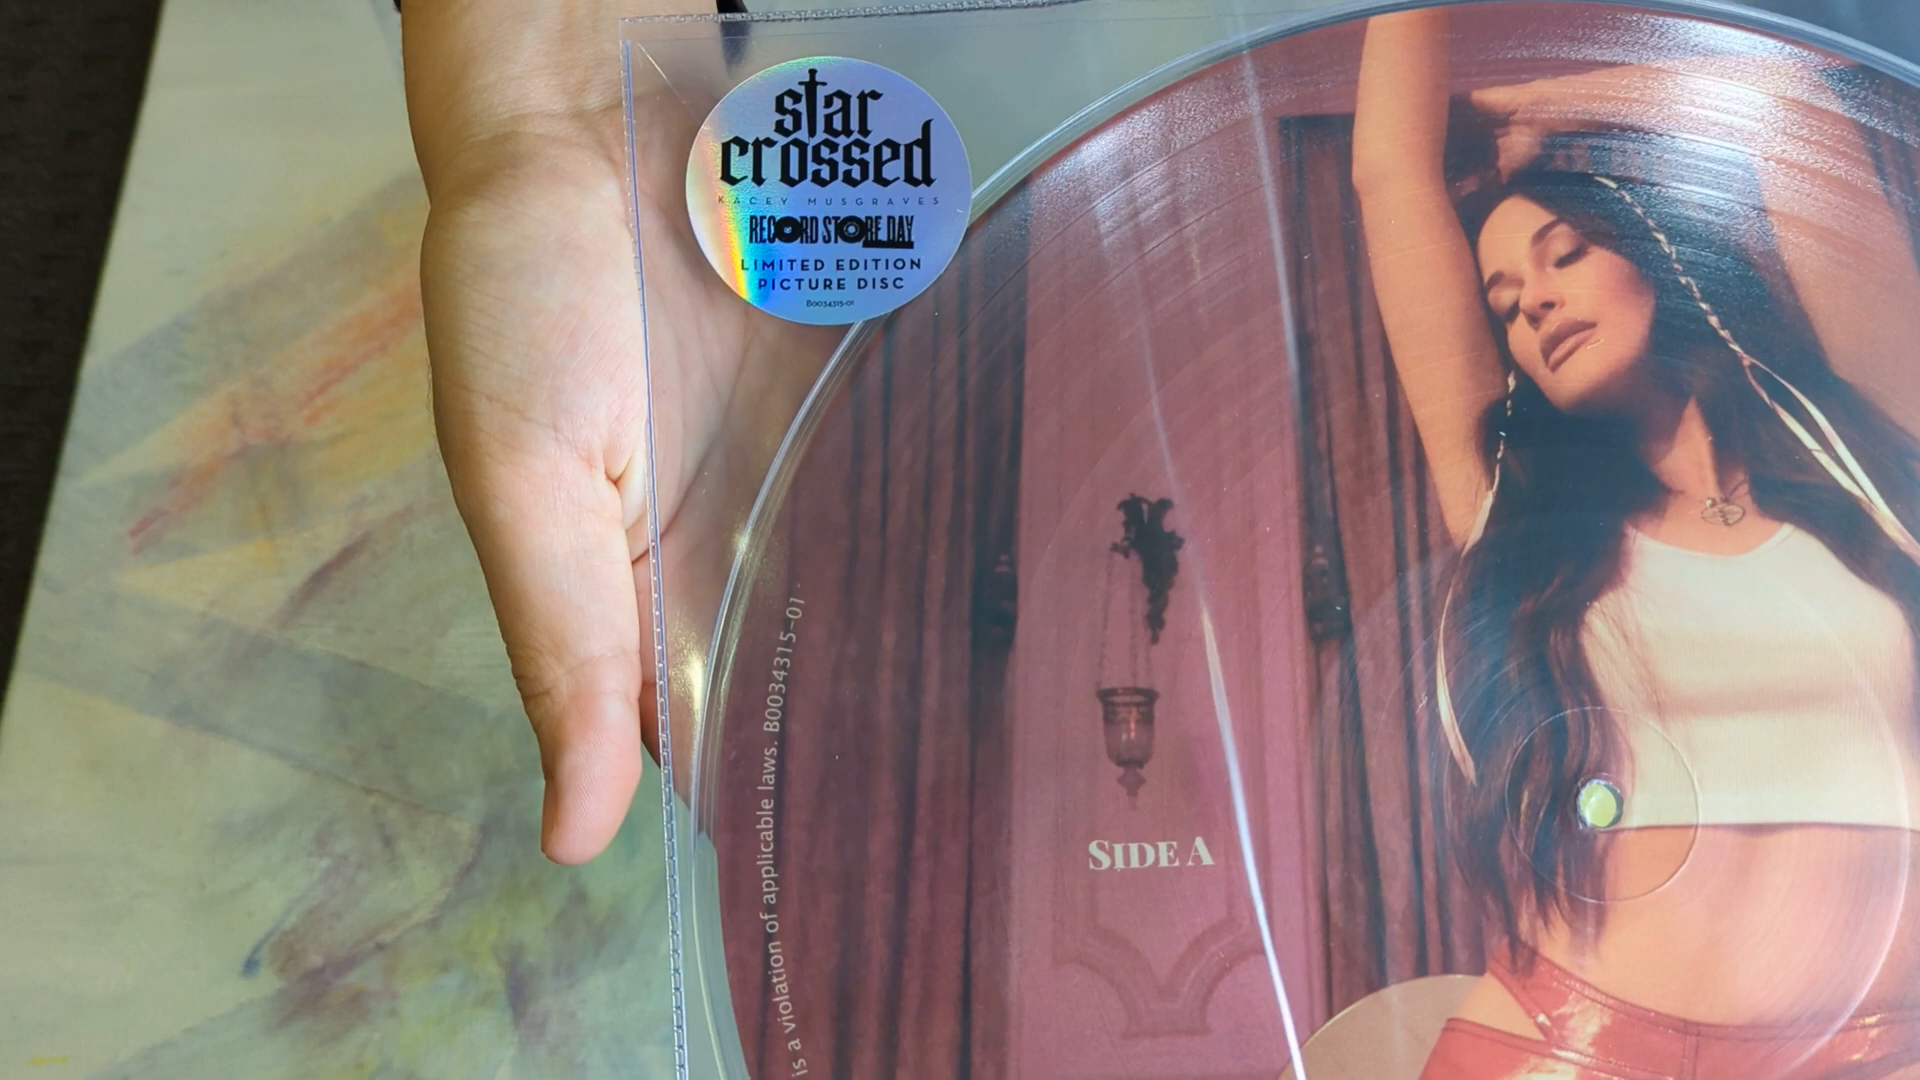 star
crossed
KACEY MUSGRAVES
RECORD STORE DAY
LIMITED EDITION
PICTURE DISC
B0034315-01
is a violation of applicable laws. B0034315-01
SIDE A